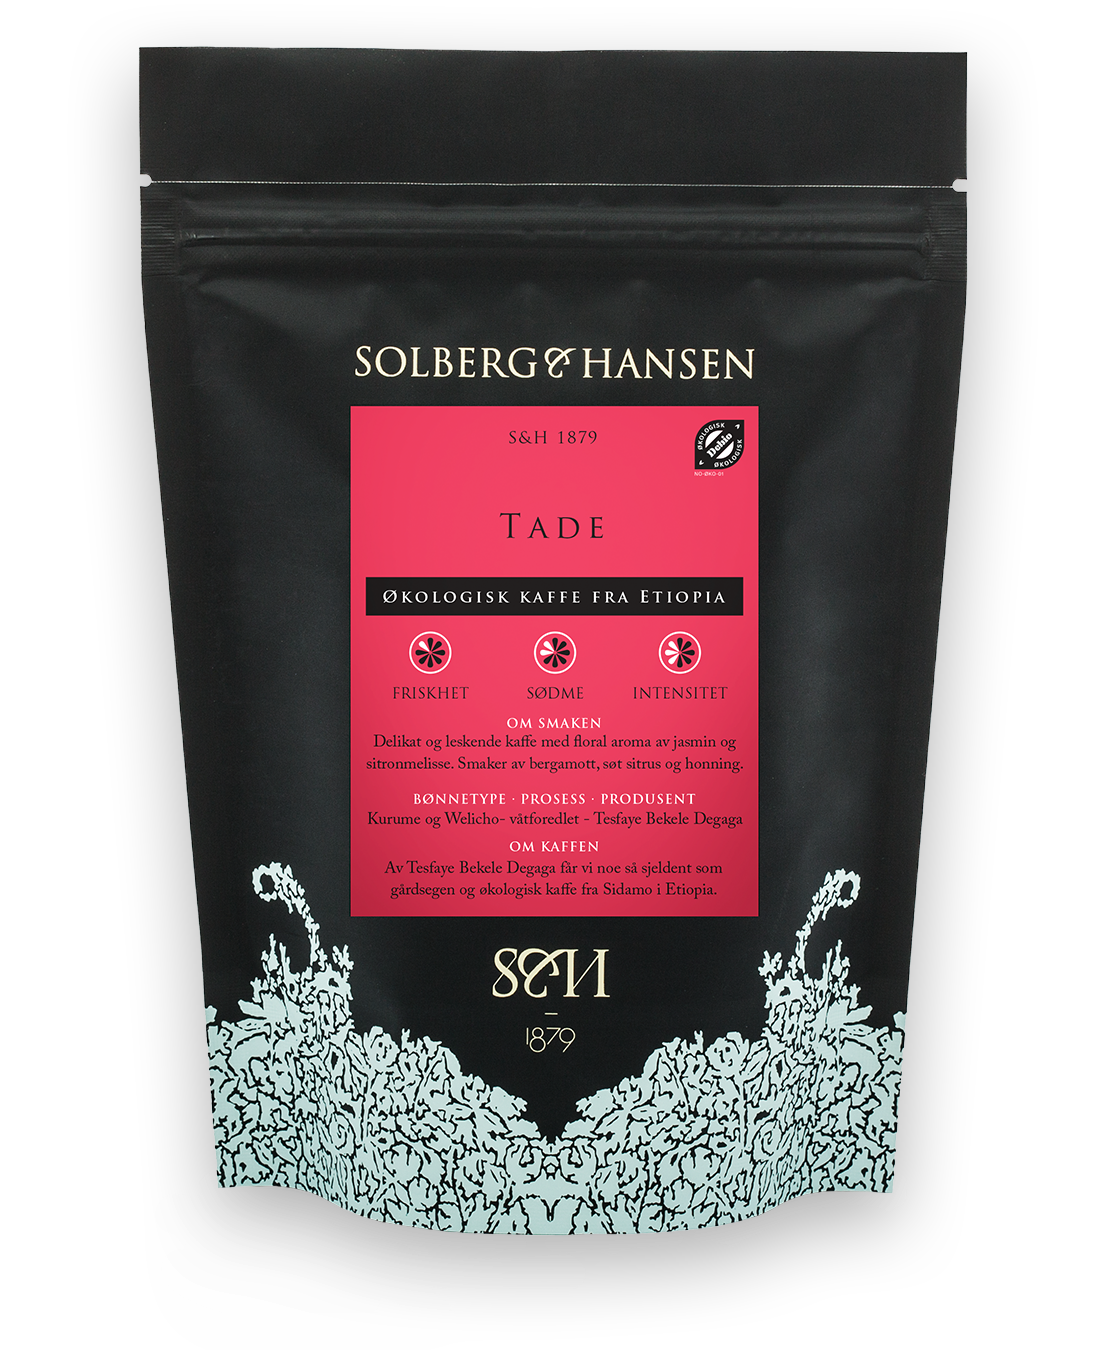 SOLBERG & HANSEN
S&H 1879
ØKOLOGISK
Debio
ØKOLOGISK
NO-ØKO-01
TADE
ØKOLOGISK KAFFE FRA ETIOPIA
FRISKHET SØDME INTENSITET
OM SMAKEN
Delikat og leskende kaffe med floral aroma av jasmin og
sitronmelisse. Smaker av bergamott, søt sitrus og honning.
BØNNETYPE · PROSESS · PRODUSENT
Kurume og Welicho- våtforedlet - Tesfaye Bekele Degaga
OM KAFFEN
Av Tesfaye Bekele Degaga får vi noe så sjeldent som
gårdsegen og økologisk kaffe fra Sidamo i Etiopia.
S&H
1879